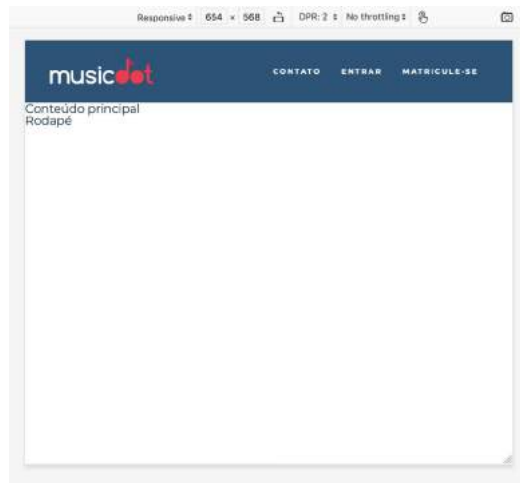 Responsive 654 × 568 DPR: 2 No throttling
musicdot CONTATO ENTRAR MATRICULE-SE
Conteúdo principal
Rodapé